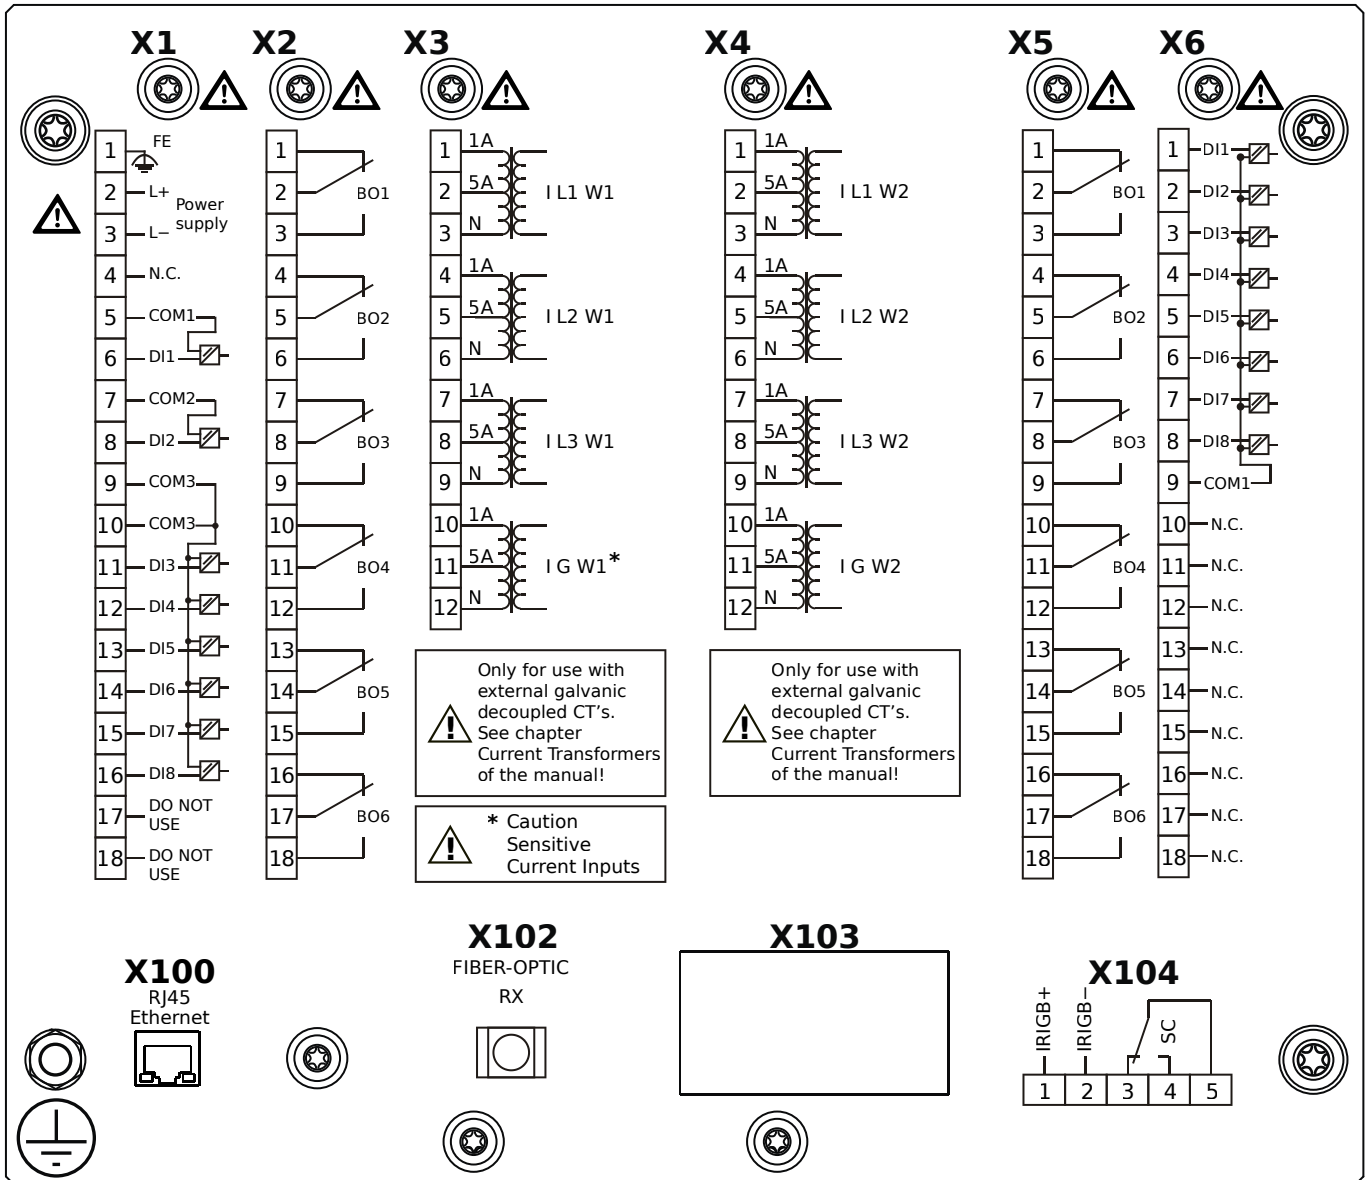 X1
X2
X3
X4
X5
X6
1 FE
2 L+
Power
supply
3 L−
4 N.C.
5 COM1
6 DI1
7 COM2
8 DI2
9 COM3
10 COM3
11 DI3
12 DI4
13 DI5
14 DI6
15 DI7
16 DI8
17 DO NOT
USE
18 DO NOT
USE
1
2 BO1
3
4
5 BO2
6
7
8 BO3
9
10
11 BO4
12
13
14 BO5
15
16
17 BO6
18
1 1A
2 5A I L1 W1
3 N
4 1A
5 5A I L2 W1
6 N
7 1A
8 5A I L3 W1
9 N
10 1A
11 5A I G W1*
12 N
Only for use with
external galvanic
decoupled CT's.
See chapter
Current Transformers
of the manual!
* Caution
Sensitive
Current Inputs
1 1A
2 5A I L1 W2
3 N
4 1A
5 5A I L2 W2
6 N
7 1A
8 5A I L3 W2
9 N
10 1A
11 5A I G W2
12 N
Only for use with
external galvanic
decoupled CT's.
See chapter
Current Transformers
of the manual!
1
2 BO1
3
4
5 BO2
6
7
8 BO3
9
10
11 BO4
12
13
14 BO5
15
16
17 BO6
18
1 DI1
2 DI2
3 DI3
4 DI4
5 DI5
6 DI6
7 DI7
8 DI8
9 COM1
10 N.C.
11 N.C.
12 N.C.
13 N.C.
14 N.C.
15 N.C.
16 N.C.
17 N.C.
18 N.C.
X100
RJ45
Ethernet
X102
FIBER-OPTIC
RX
X103
X104
IRIGB+
IRIGB−
SC
1 2 3 4 5